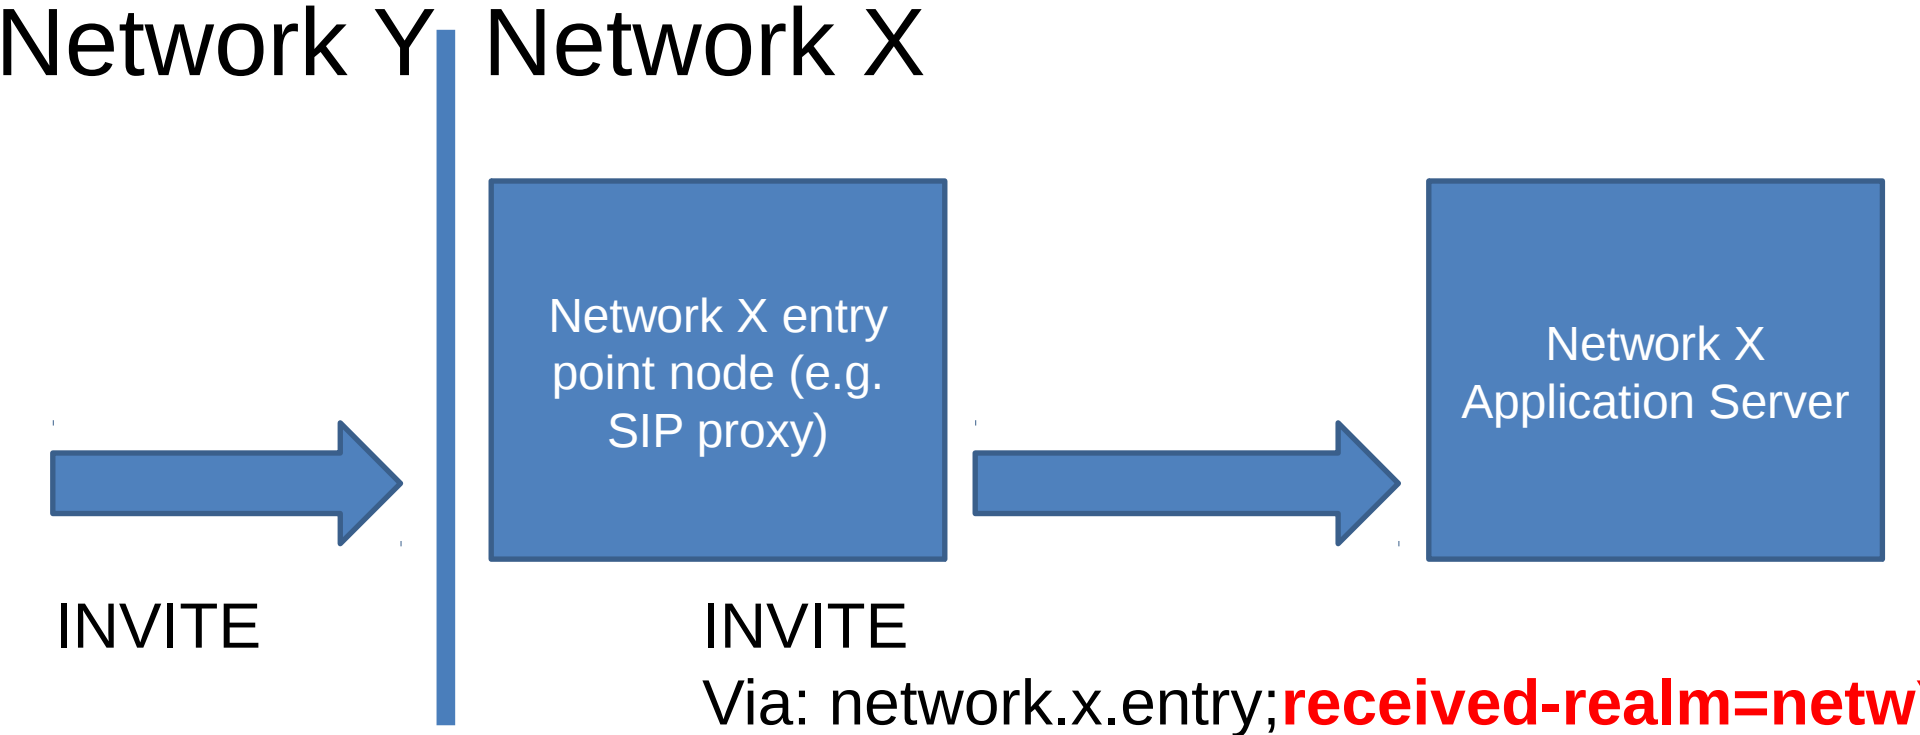 Network Y
Network X
Network X entry
point node (e.g.
SIP proxy)
Network X
Application Server
INVITE
INVITE
Via: network.x.entry;received-realm=netw